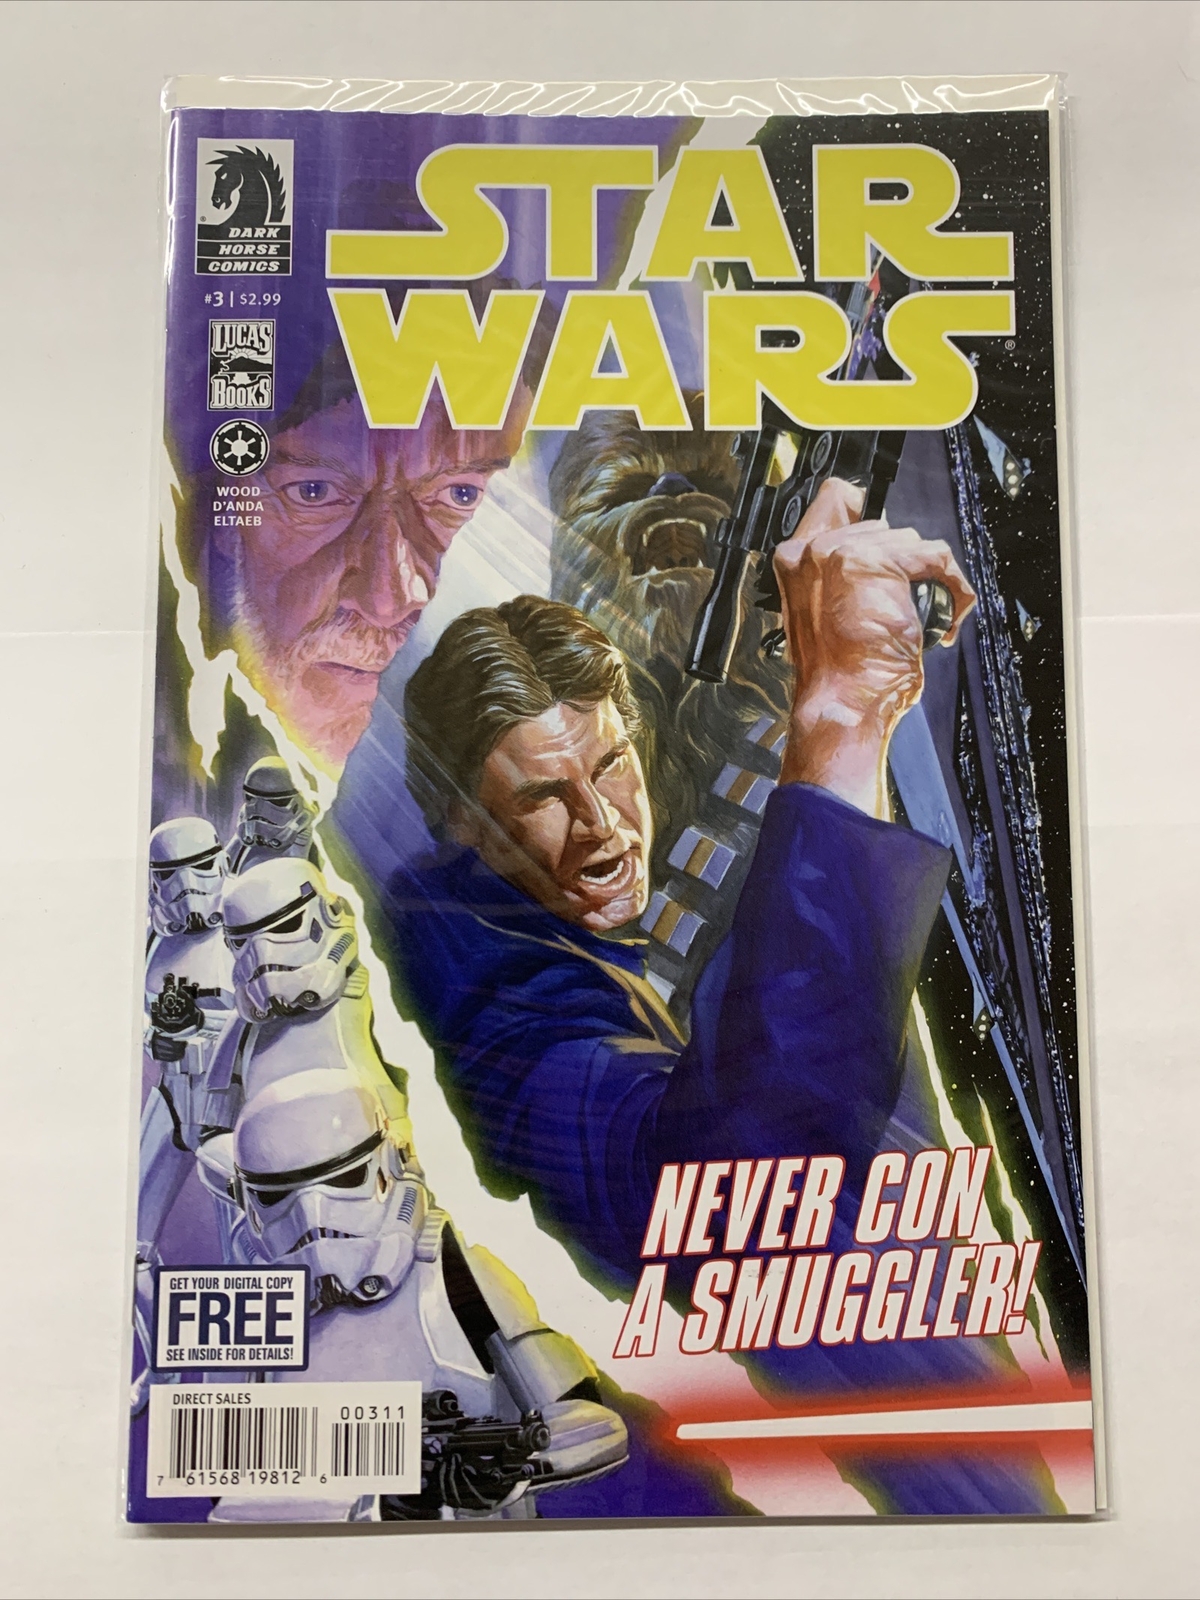 STAR
WARS®
DARK
HORSE
COMICS
#3 | $2.99
LUCAS
BOOKS
WOOD
D'ANDA
ELTAEB
NEVER CON
A SMUGGLER!
GET YOUR DIGITAL COPY
FREE
SEE INSIDE FOR DETAILS!
DIRECT SALES
00311
7 61568 19812 6